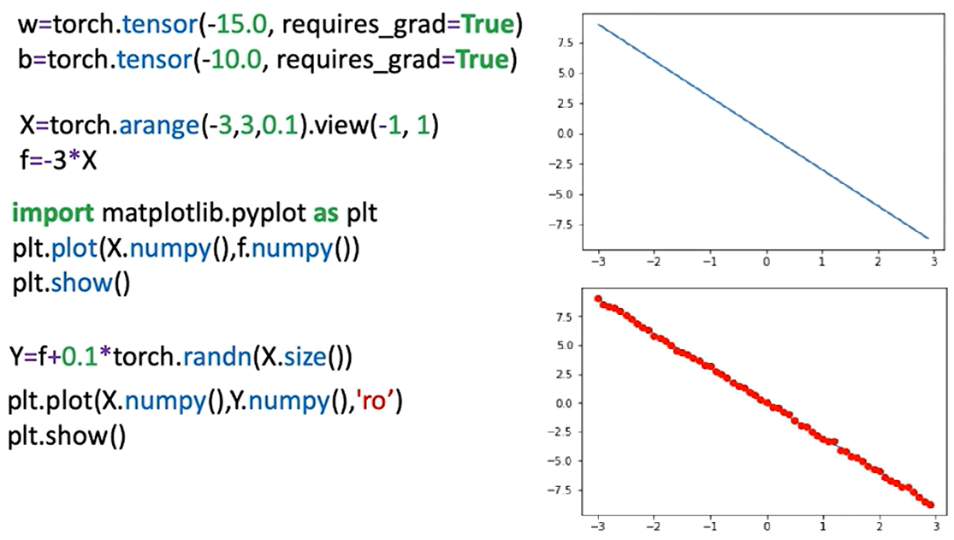 w=torch.tensor(-15.0, requires_grad=True)
b=torch.tensor(-10.0, requires_grad=True)
X=torch.arange(-3,3,0.1).view(-1, 1)
f=-3*X
import matplotlib.pyplot as plt
plt.plot(X.numpy(),f.numpy())
plt.show()
Y=f+0.1*torch.randn(X.size())
plt.plot(X.numpy(),Y.numpy(),'ro’)
plt.show()
7.5
5.0
2.5
0.0
−2.5
−5.0
−7.5
−3 −2 −1 0 1 2 3
7.5
5.0
2.5
0.0
−2.5
−5.0
−7.5
−3 −2 −1 0 1 2 3